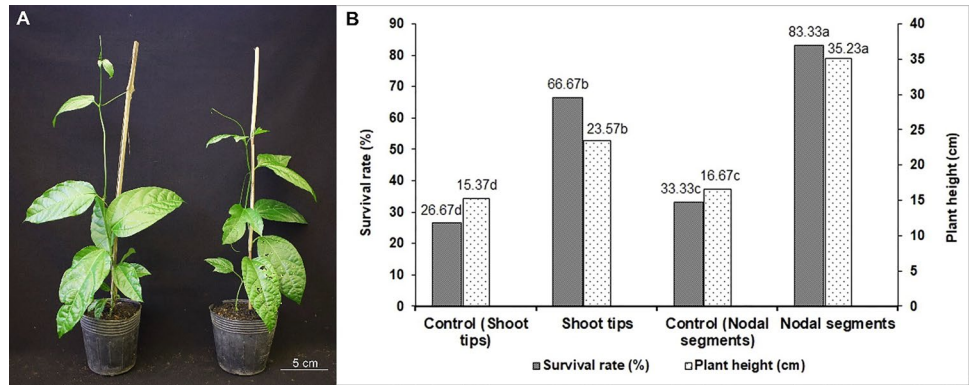 A
5 cm
B
90
80
70
60
50
40
30
20
10
0
Survival rate (%)
26.67d
15.37d
66.67b
23.57b
33.33c
16.67c
83.33a
35.23a
40
35
30
25
20
15
10
5
0
Plant height (cm)
Control (Shoot
tips)
Shoot tips
Control (Nodal
segments)
Nodal segments
Survival rate (%)
Plant height (cm)